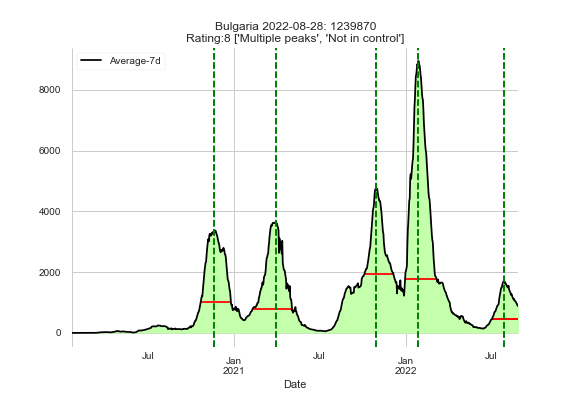 Bulgaria 2022-08-28: 1239870
Rating:8 ['Multiple peaks', 'Not in control']
Average-7d
8000
6000
4000
2000
0
Jul
Jan
2021
Jul
Jan
2022
Jul
Date